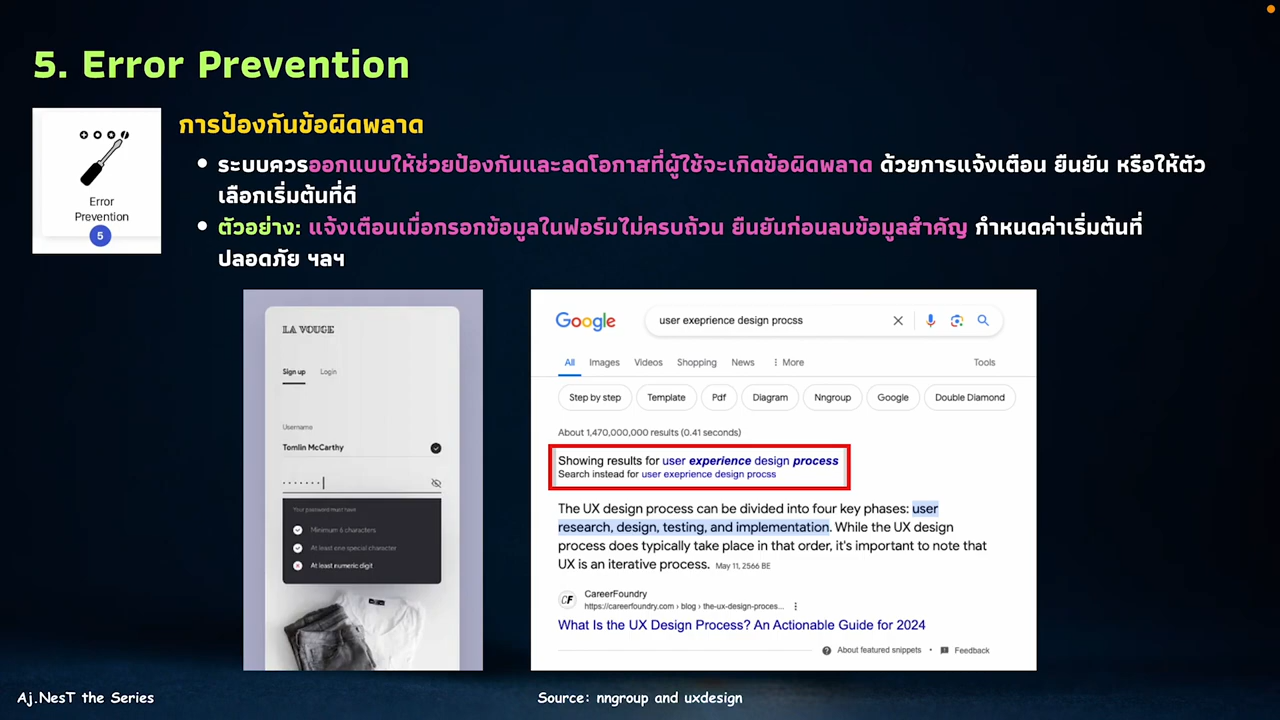 5. Error Prevention
Error
Prevention
5
การป้องกันข้อผิดพลาด
ระบบควรออกแบบให้ช่วยป้องกันและลดโอกาสที่ผู้ใช้จะเกิดข้อผิดพลาด ด้วยการแจ้งเตือน ยืนยัน หรือให้ตัว
เลือกเริ่มต้นที่ดี
ตัวอย่าง: แจ้งเตือนเมื่อกรอกข้อมูลในฟอร์มไม่ครบถ้วน ยืนยันก่อนลบข้อมูลสำคัญ กำหนดค่าเริ่มต้นที่
ปลอดภัย ฯลฯ
LA VOUGE
Sign up Login
Username
Tomlin McCarthy
Your password must have
Minimum 6 characters
At least one special character
At least numeric digit
Google
user exeprience design procss
All Images Videos Shopping News More Tools
Step by step Template Pdf Diagram Nngroup Google Double Diamond
About 1,470,000,000 results (0.41 seconds)
Showing results for user experience design process
Search instead for user exeprience design procss
The UX design process can be divided into four key phases: user
research, design, testing, and implementation. While the UX design
process does typically take place in that order, it's important to note that
UX is an iterative process. May 11, 2566 BE
CF
CareerFoundry
https://careerfoundry.com › blog › the-ux-design-proces...
What Is the UX Design Process? An Actionable Guide for 2024
About featured snippets • Feedback
Aj.NesT the Series
Source: nngroup and uxdesign